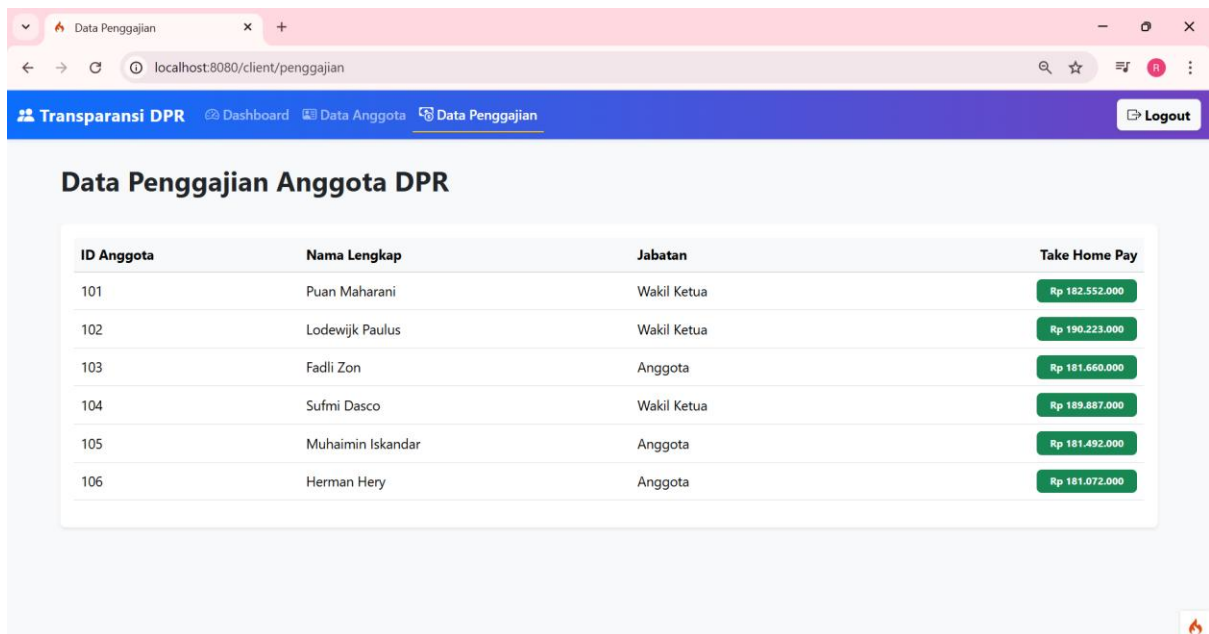 Data Penggajian
localhost:8080/client/penggajian
R
Transparansi DPR Dashboard Data Anggota Data Penggajian Logout
Data Penggajian Anggota DPR
ID Anggota Nama Lengkap Jabatan Take Home Pay
101 Puan Maharani Wakil Ketua Rp 182.552.000
102 Lodewijk Paulus Wakil Ketua Rp 190.223.000
103 Fadli Zon Anggota Rp 181.660.000
104 Sufmi Dasco Wakil Ketua Rp 189.887.000
105 Muhaimin Iskandar Anggota Rp 181.492.000
106 Herman Hery Anggota Rp 181.072.000